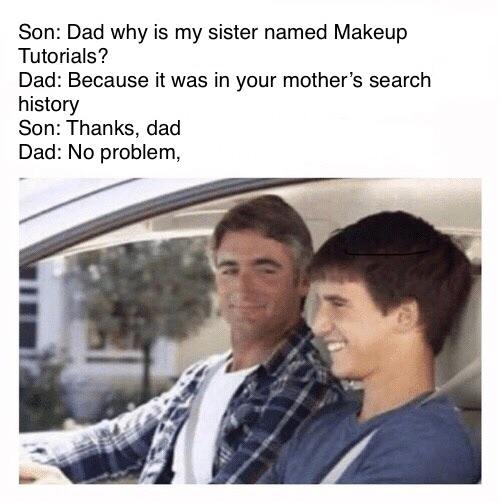 Son: Dad why is my sister named Makeup
Tutorials?
Dad: Because it was in your mother’s search
history
Son: Thanks, dad
Dad: No problem,